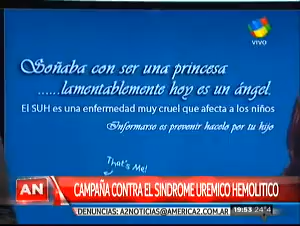 VIVO
Soñaba con ser una princesa
......lamentablemente hoy es un ángel.
El SUH es una enfermedad muy cruel que afecta a los niños
Informarse es prevenir hacelo por tu hijo
That's Me!
AN
CAMPAÑA CONTRA EL SINDROME UREMICO HEMOLITICO
DENUNCIAS: A2NOTICIAS@AMERICA2.COM.AR
19:53 24°4